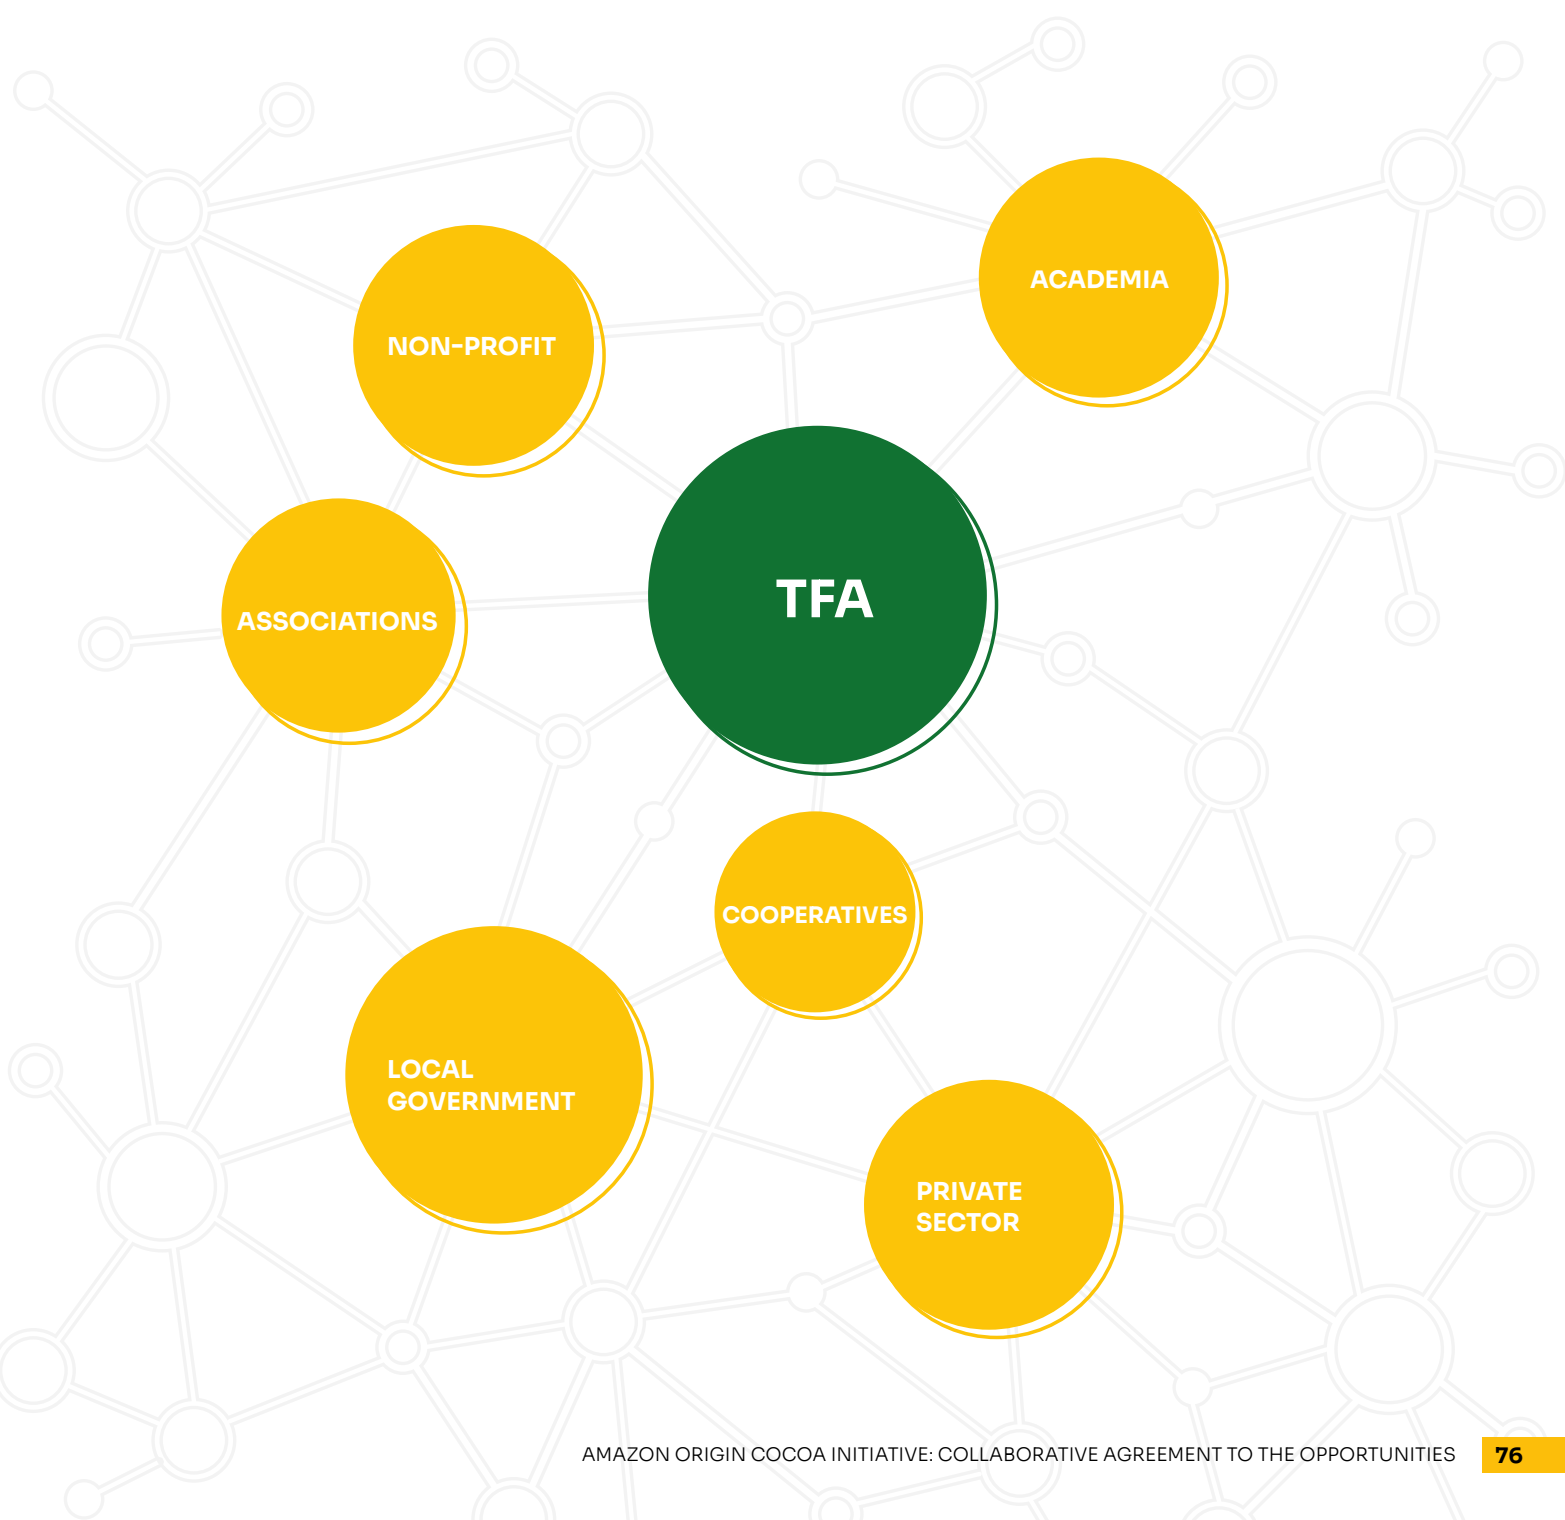 ACADEMIA
NON-PROFIT
TFA
ASSOCIATIONS
COOPERATIVES
LOCAL
GOVERNMENT
PRIVATE
SECTOR
AMAZON ORIGIN COCOA INITIATIVE: COLLABORATIVE AGREEMENT TO THE OPPORTUNITIES 76